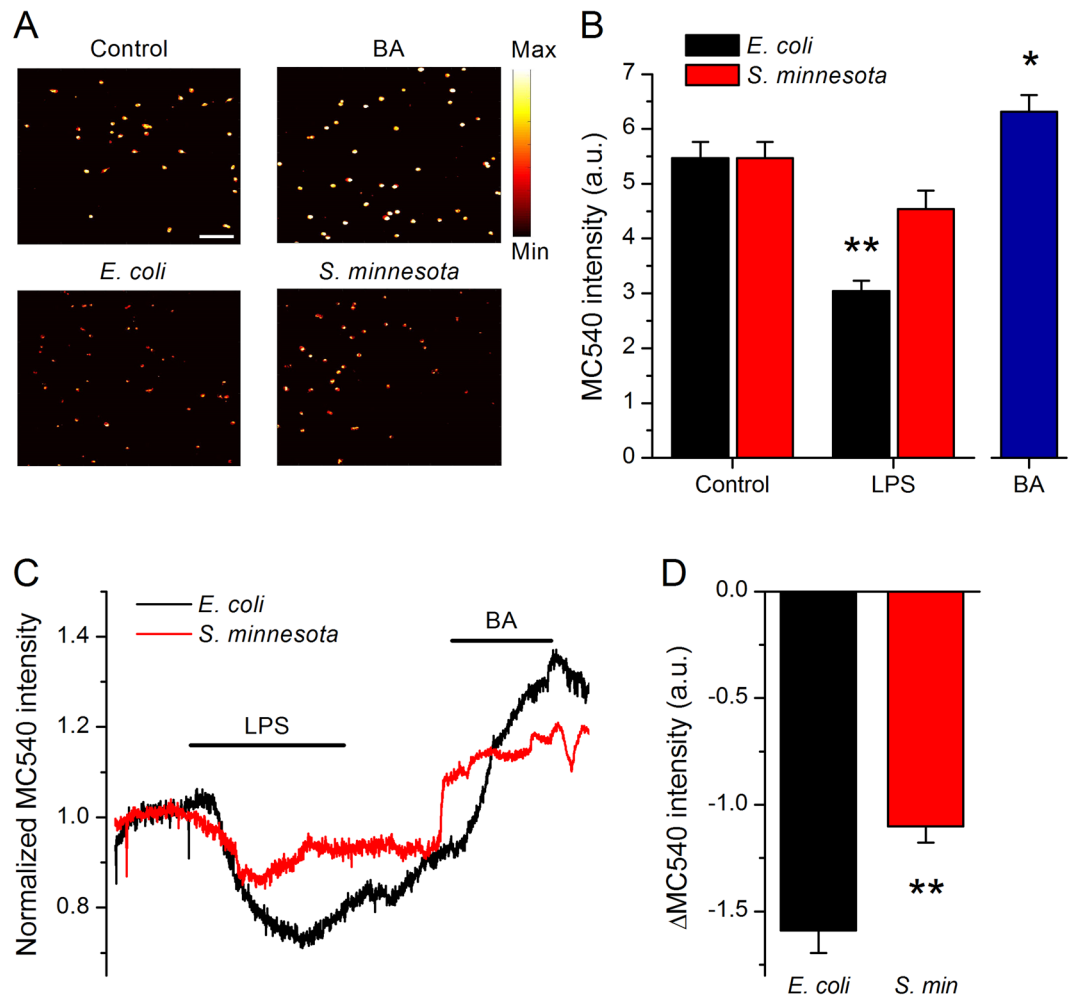 A
Control
BA
Max
Min
E. coli
S. minnesota
B
E. coli
S. minnesota
MC540 intensity (a.u.)
7
6
5
4
3
2
1
0
**
*
Control
LPS
BA
C
E. coli
S. minnesota
Normalized MC540 intensity
1.4
1.2
1.0
0.8
LPS
BA
D
ΔMC540 intensity (a.u.)
0.0
-0.5
-1.0
-1.5
**
E. coli
S. min